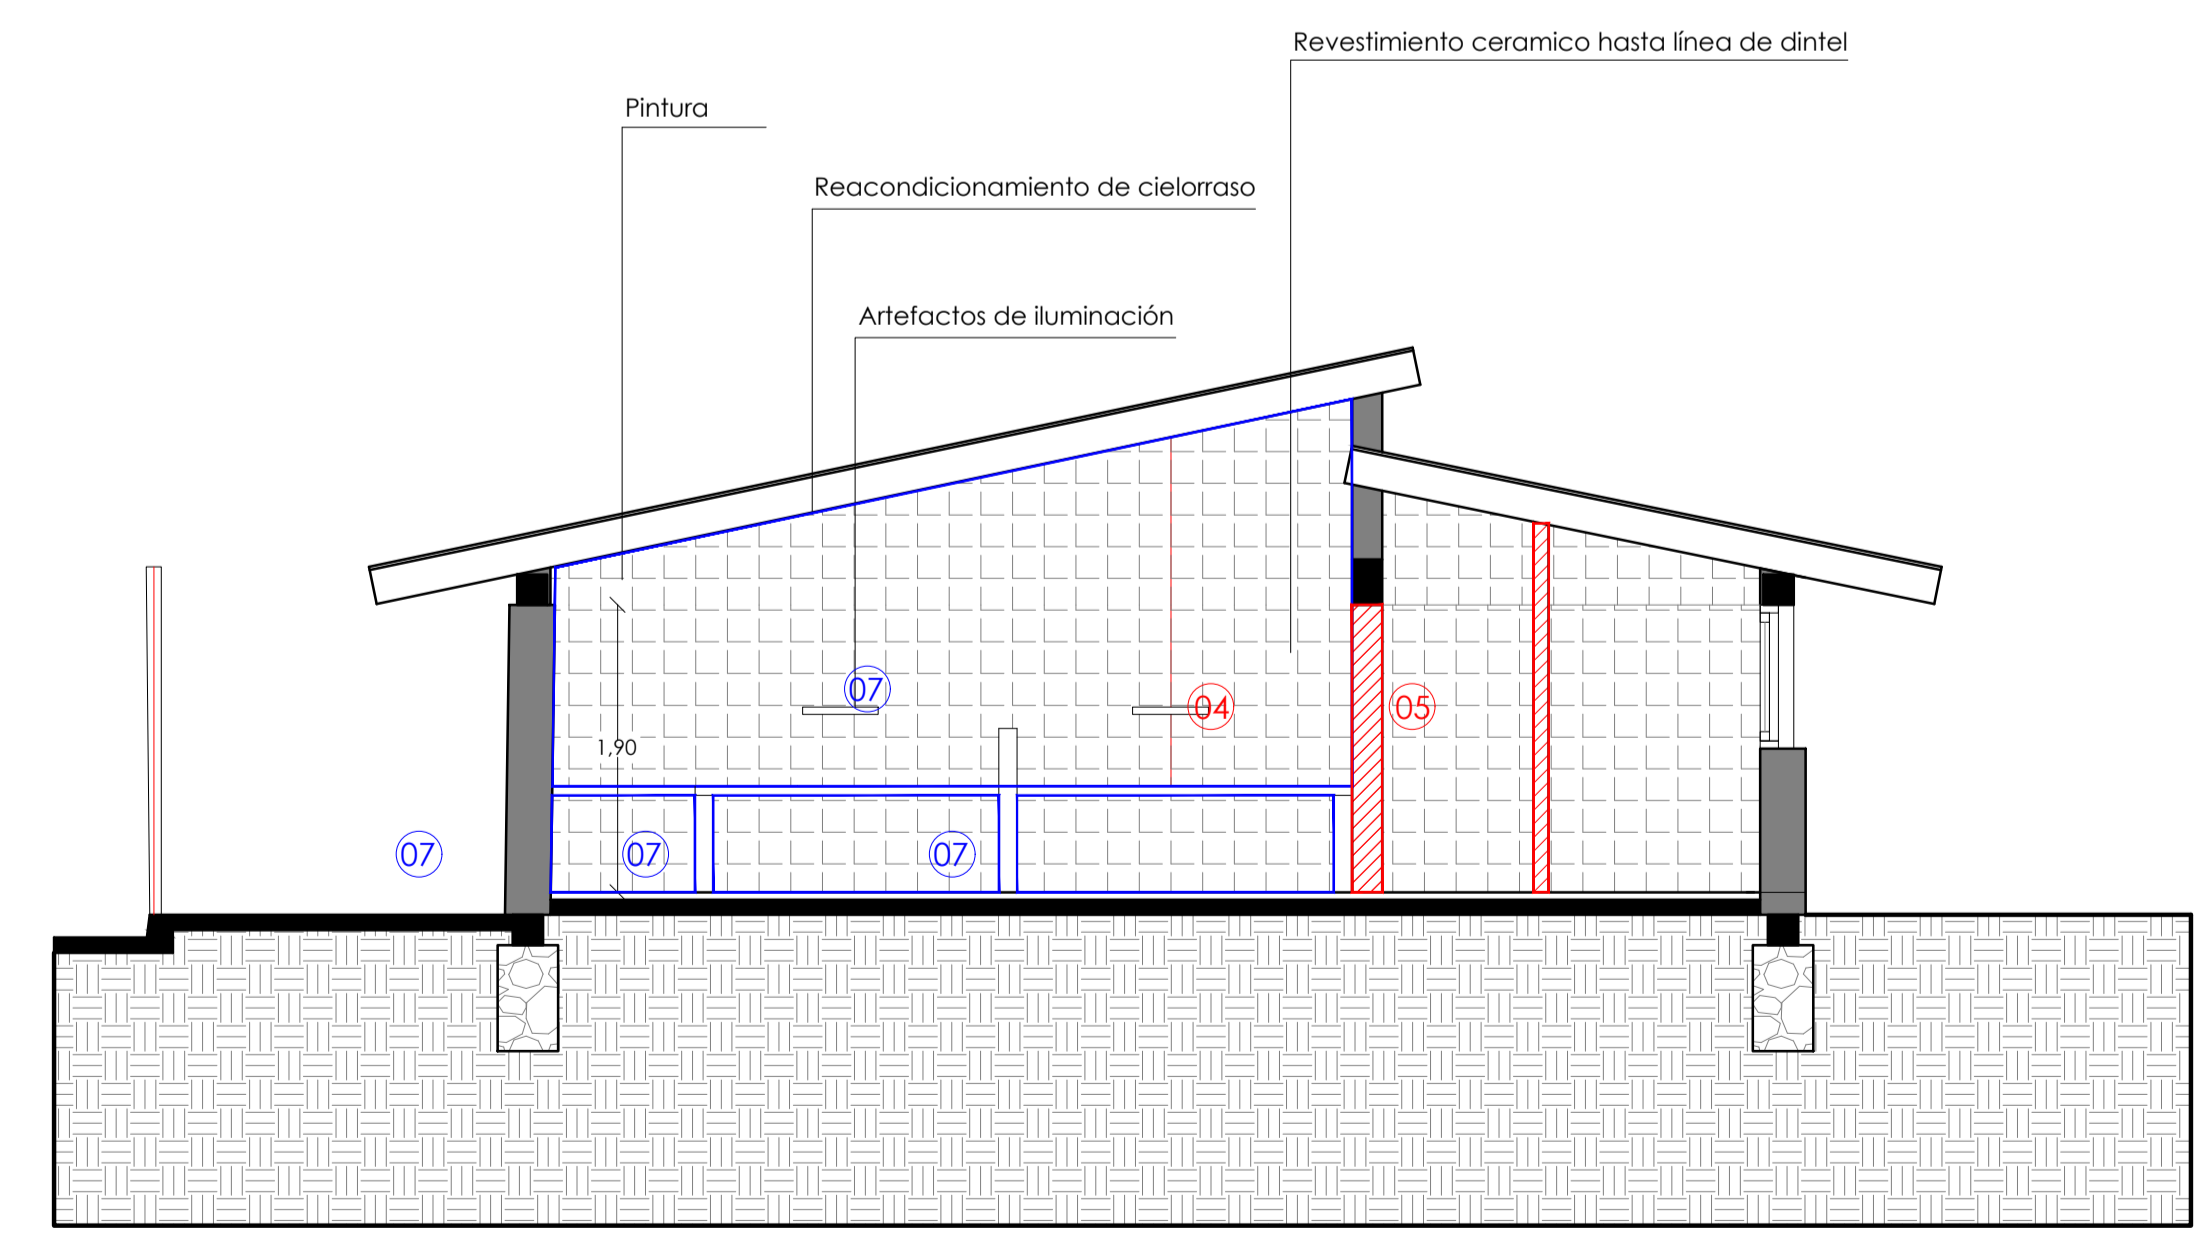 Revestimiento ceramico hasta línea de dintel
Pintura
Reacondicionamiento de cielorraso
Artefactos de iluminación
07
04
05
1,90
07
07
07